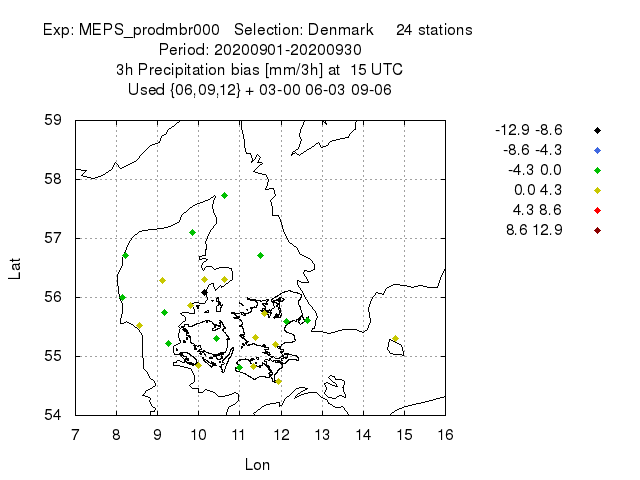 Exp: MEPS_prodmbr000   Selection: Denmark     24 stations
Period: 20200901-20200930
3h Precipitation bias [mm/3h] at  15 UTC
Used {06,09,12} + 03-00 06-03 09-06
59
58
57
56
55
54
Lat
7 8 9 10 11 12 13 14 15 16
Lon
-12.9 -8.6
-8.6 -4.3
-4.3 0.0
0.0 4.3
4.3 8.6
8.6 12.9